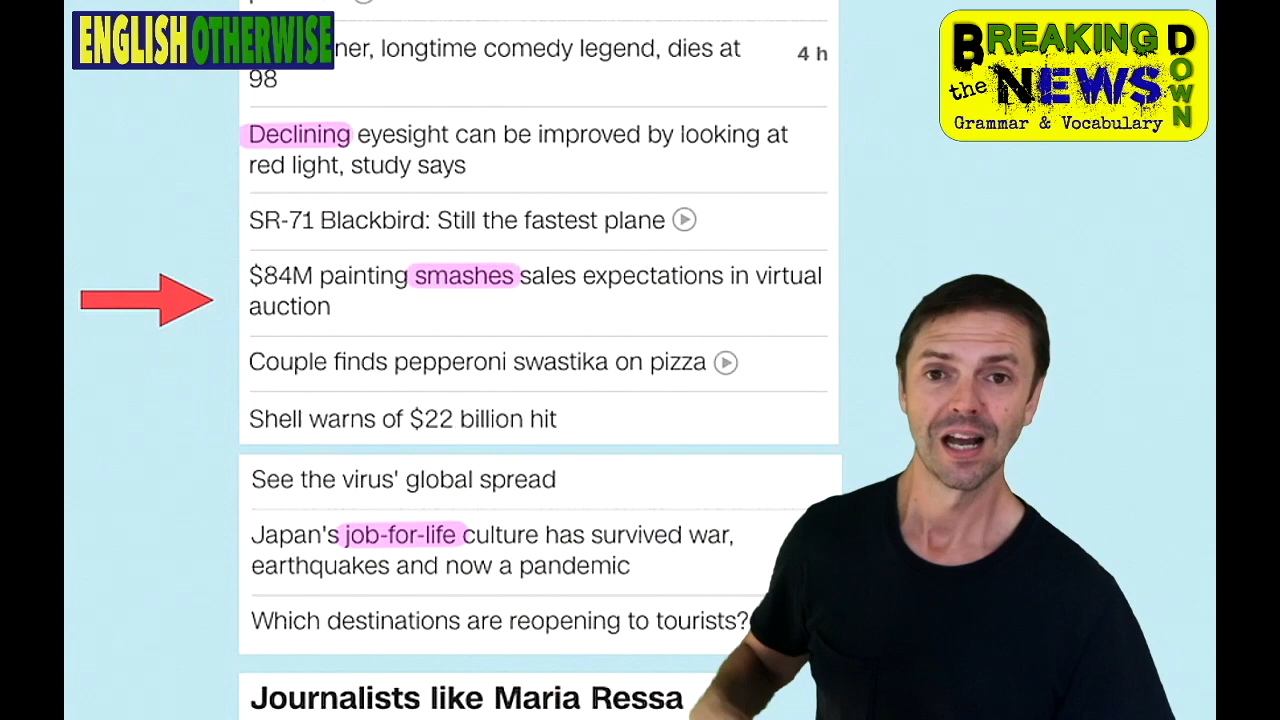 ENGLISH OTHERWISE
ner, longtime comedy legend, dies at
98
4 h
Declining eyesight can be improved by looking at
red light, study says
SR-71 Blackbird: Still the fastest plane
$84M painting smashes sales expectations in virtual
auction
Couple finds pepperoni swastika on pizza
Shell warns of $22 billion hit
See the virus' global spread
Japan's job-for-life culture has survived war,
earthquakes and now a pandemic
Which destinations are reopening to tourists?
Journalists like Maria Ressa
BREAKING DOWN
the NEWS
Grammar & Vocabulary